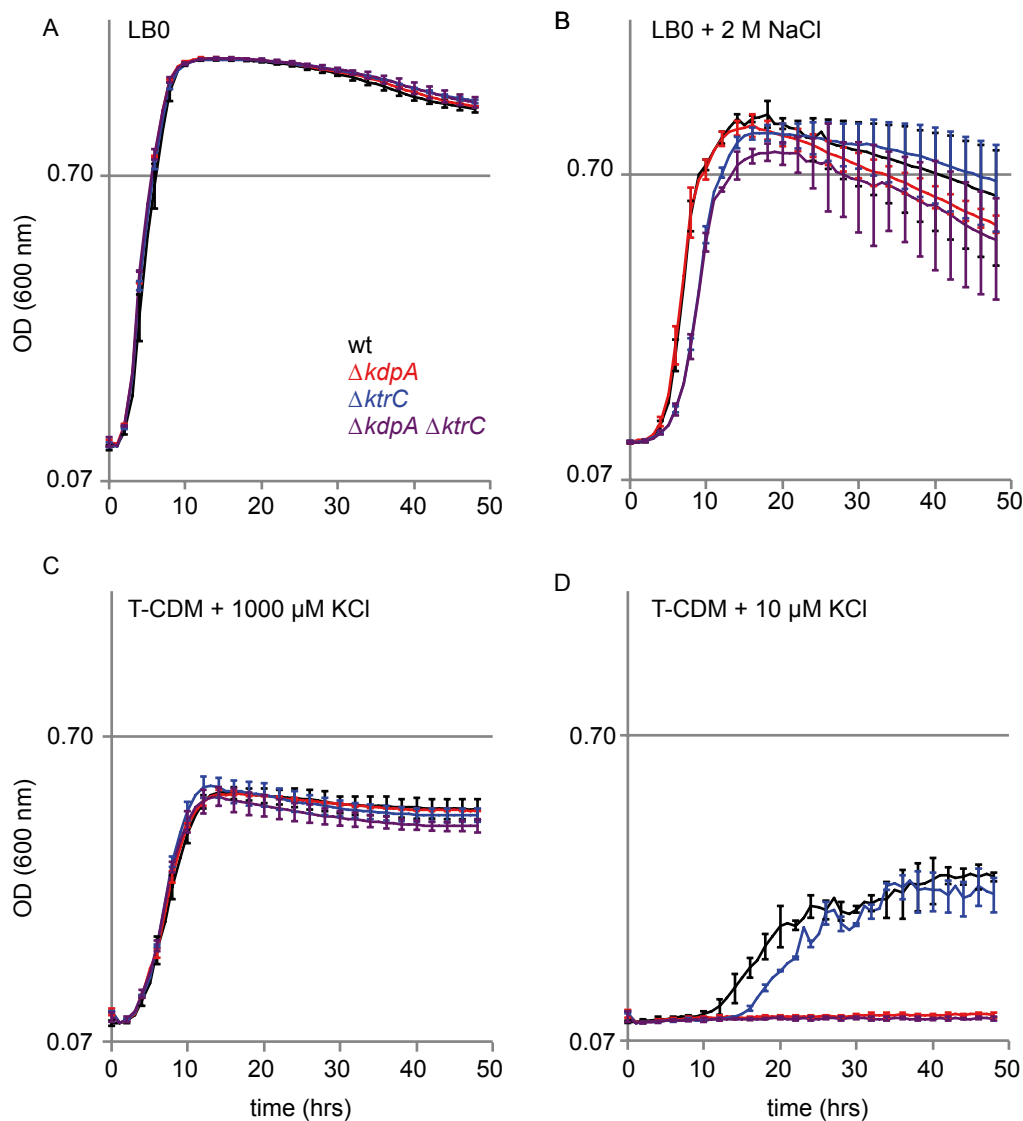 A
LB0
0.70
0.07
OD (600 nm)
0 10 20 30 40 50
wt
ΔkdpA
ΔktrC
ΔkdpA ΔktrC
B
LB0 + 2 M NaCl
0.70
0.07
0 10 20 30 40 50
C
T-CDM + 1000 μM KCl
0.70
0.07
OD (600 nm)
0 10 20 30 40 50
time (hrs)
D
T-CDM + 10 μM KCl
0.70
0.07
0 10 20 30 40 50
time (hrs)